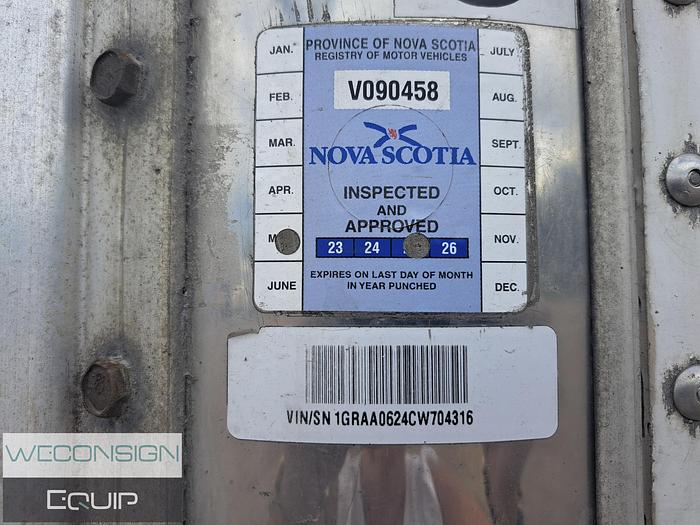 JAN.
FEB.
MAR.
APR.
M
JUNE
PROVINCE OF NOVA SCOTIA
REGISTRY OF MOTOR VEHICLES
V090458
NOVA SCOTIA
INSPECTED
AND
APPROVED
23 24 26
EXPIRES ON LAST DAY OF MONTH
IN YEAR PUNCHED
JULY
AUG.
SEPT.
OCT.
NOV.
DEC.
VIN/SN 1GRAA0624CW704316
WECONSIGN
EQUIP